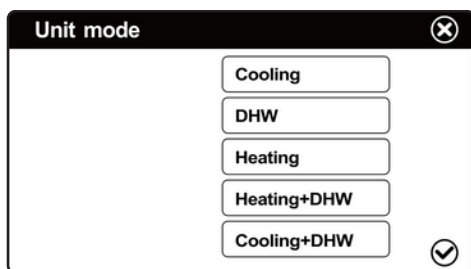 Unit mode
Cooling
DHW
Heating
Heating+DHW
Cooling+DHW